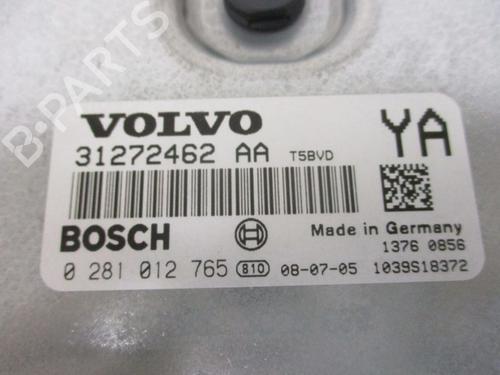 B-PARTS
VOLVO
YA
31272462 AA T5BVD
BOSCH
Made in Germany
1376 0856
0 281 012 765 810 08-07-05 1039S18372